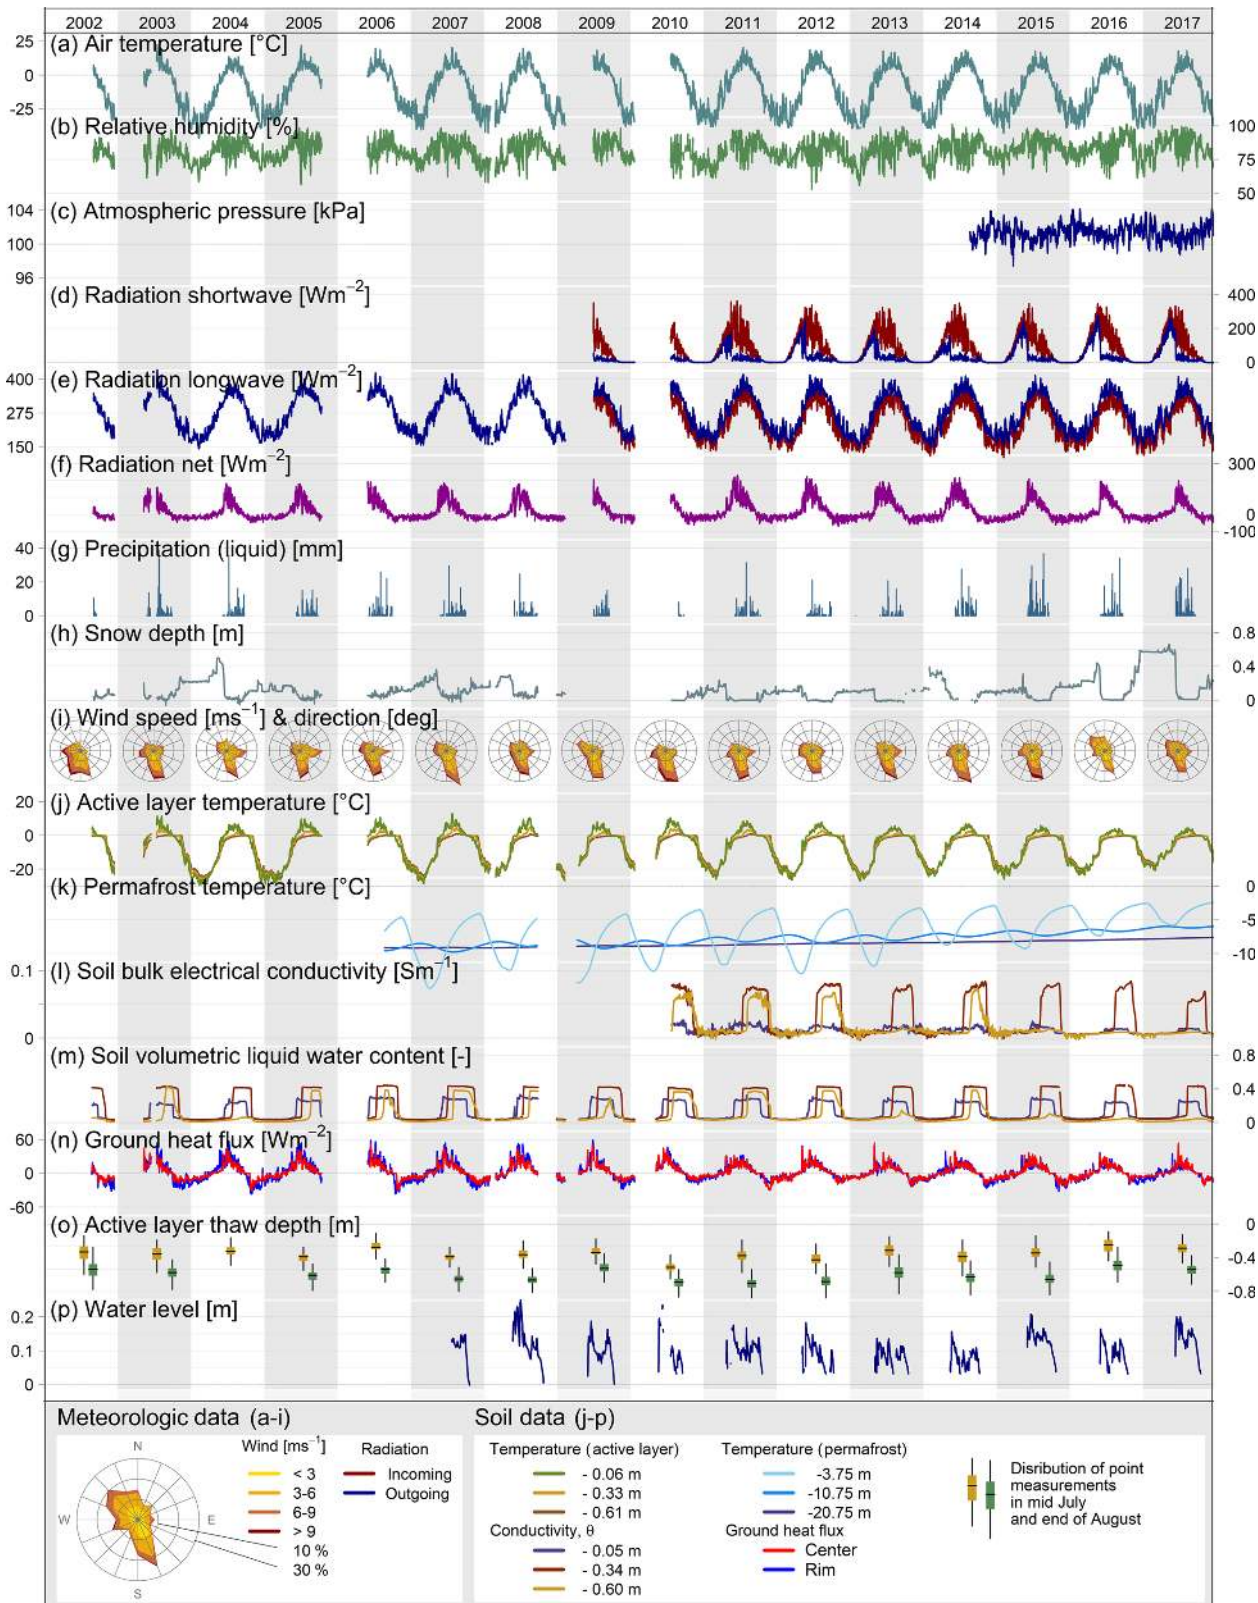 2002 2003 2004 2005 2006 2007 2008 2009 2010 2011 2012 2013 2014 2015 2016 2017
(a) Air temperature [°C]
25
0
-25
(b) Relative humidity [%]
100
75
50
(c) Atmospheric pressure [kPa]
104
100
96
(d) Radiation shortwave [Wm⁻²]
400
200
0
(e) Radiation longwave [Wm⁻²]
400
275
150
(f) Radiation net [Wm⁻²]
300
0
-100
(g) Precipitation (liquid) [mm]
40
20
0
(h) Snow depth [m]
0.8
0.4
0
(i) Wind speed [ms⁻¹] & direction [deg]
(j) Active layer temperature [°C]
20
0
-20
(k) Permafrost temperature [°C]
0
-5
-10
(l) Soil bulk electrical conductivity [Sm⁻¹]
0.1
0
(m) Soil volumetric liquid water content [-]
0.8
0.4
0
(n) Ground heat flux [Wm⁻²]
60
0
-60
(o) Active layer thaw depth [m]
0
-0.4
-0.8
(p) Water level [m]
0.2
0.1
0
Meteorologic data (a-i)
N
W
E
S
Wind [ms⁻¹]
< 3
3-6
6-9
> 9
10 %
30 %
Radiation
Incoming
Outgoing
Soil data (j-p)
Temperature (active layer)
- 0.06 m
- 0.33 m
- 0.61 m
Conductivity, θ
- 0.05 m
- 0.34 m
- 0.60 m
Temperature (permafrost)
-3.75 m
-10.75 m
-20.75 m
Ground heat flux
Center
Rim
Disribution of point
measurements
in mid July
and end of August